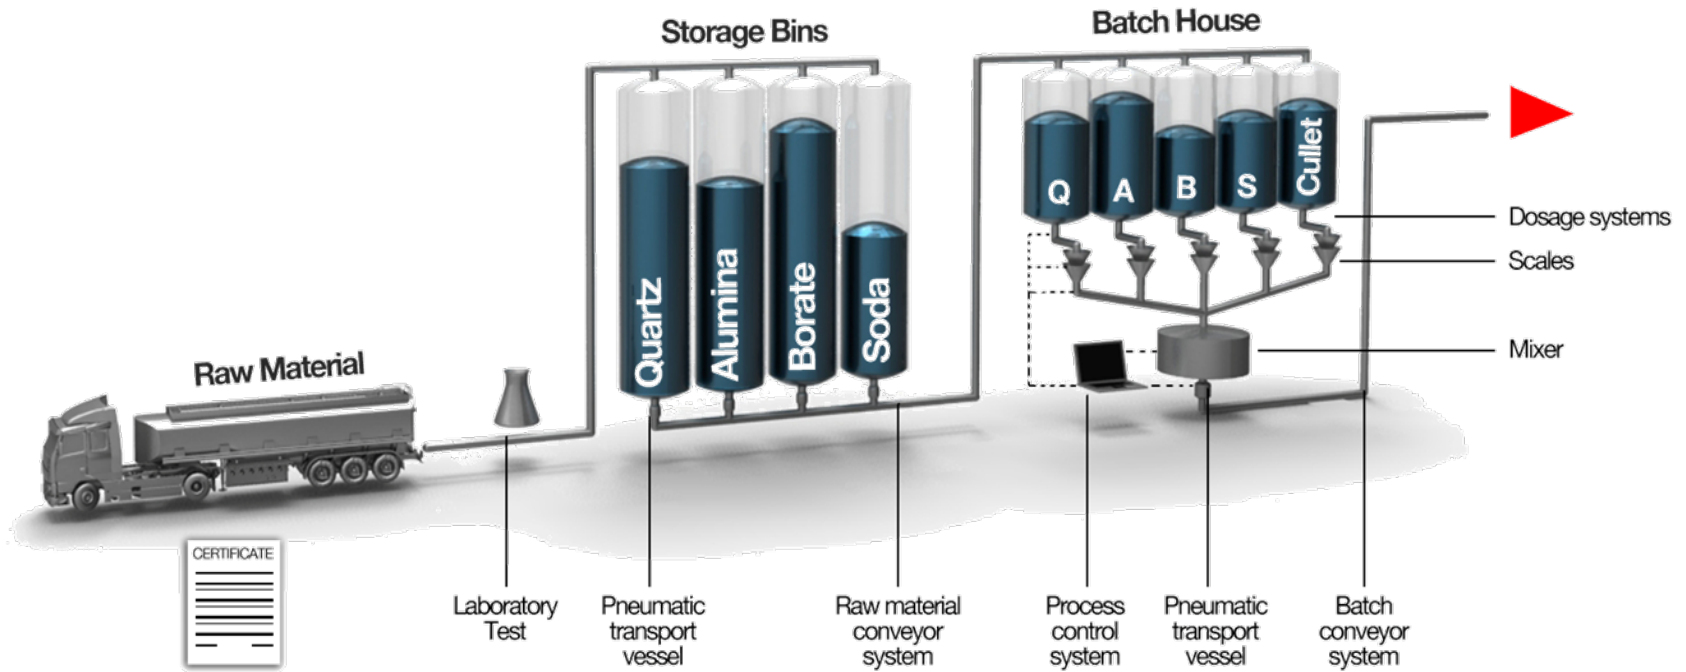 Storage Bins
Batch House
Raw Material
Quartz
Alumina
Borate
Soda
Q
A
B
S
Cullet
Dosage systems
Scales
Mixer
CERTIFICATE
Laboratory
Test
Pneumatic
transport
vessel
Raw material
conveyor
system
Process
control
system
Pneumatic
transport
vessel
Batch
conveyor
system